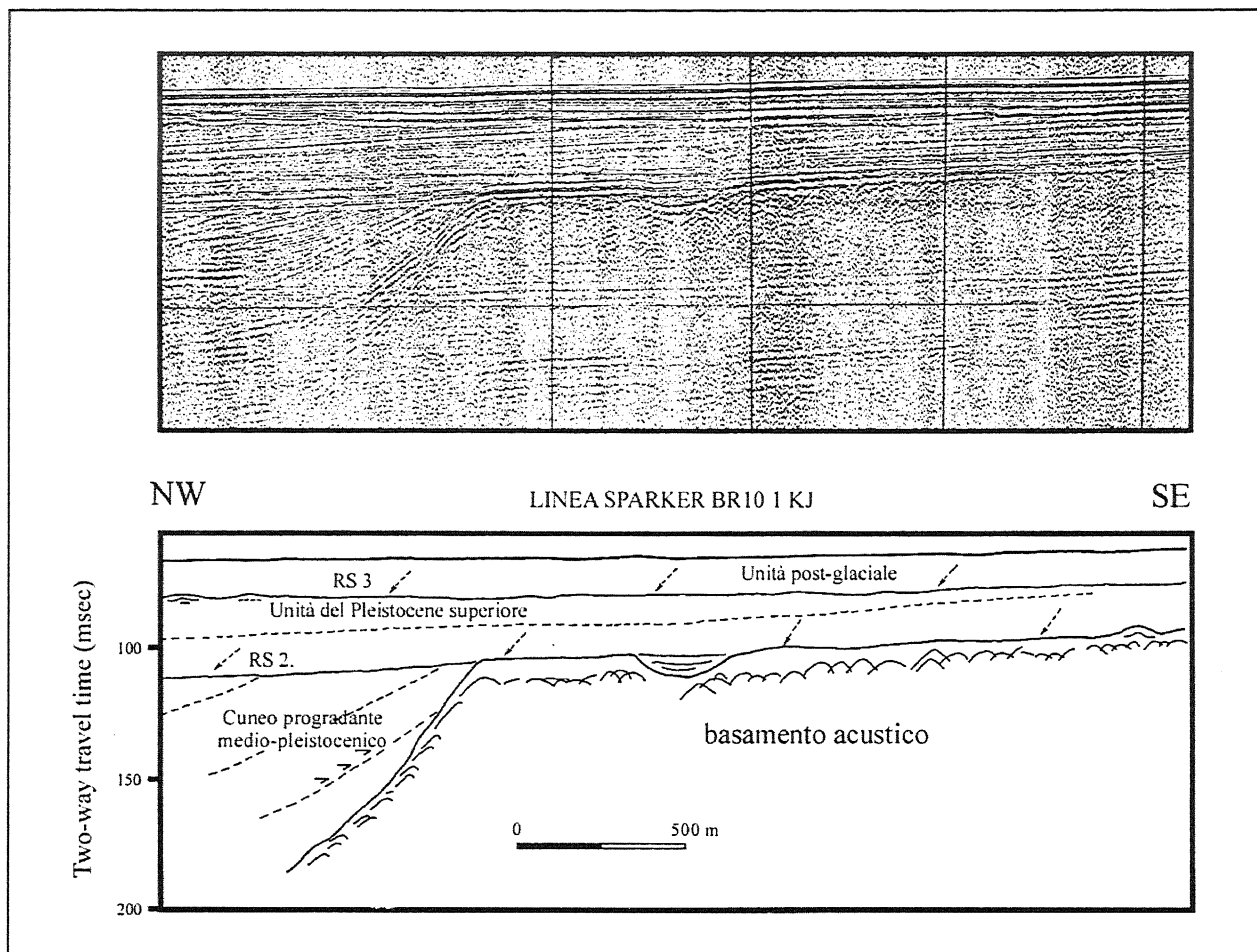 NW
LINEA SPARKER BR10 1 KJ
SE
RS 3
Unità post-glaciale
Unità del Pleistocene superiore
100
RS 2.
Cuneo progradante
medio-pleistocenico
basamento acustico
150
0
500 m
200
Two-way travel time (msec)